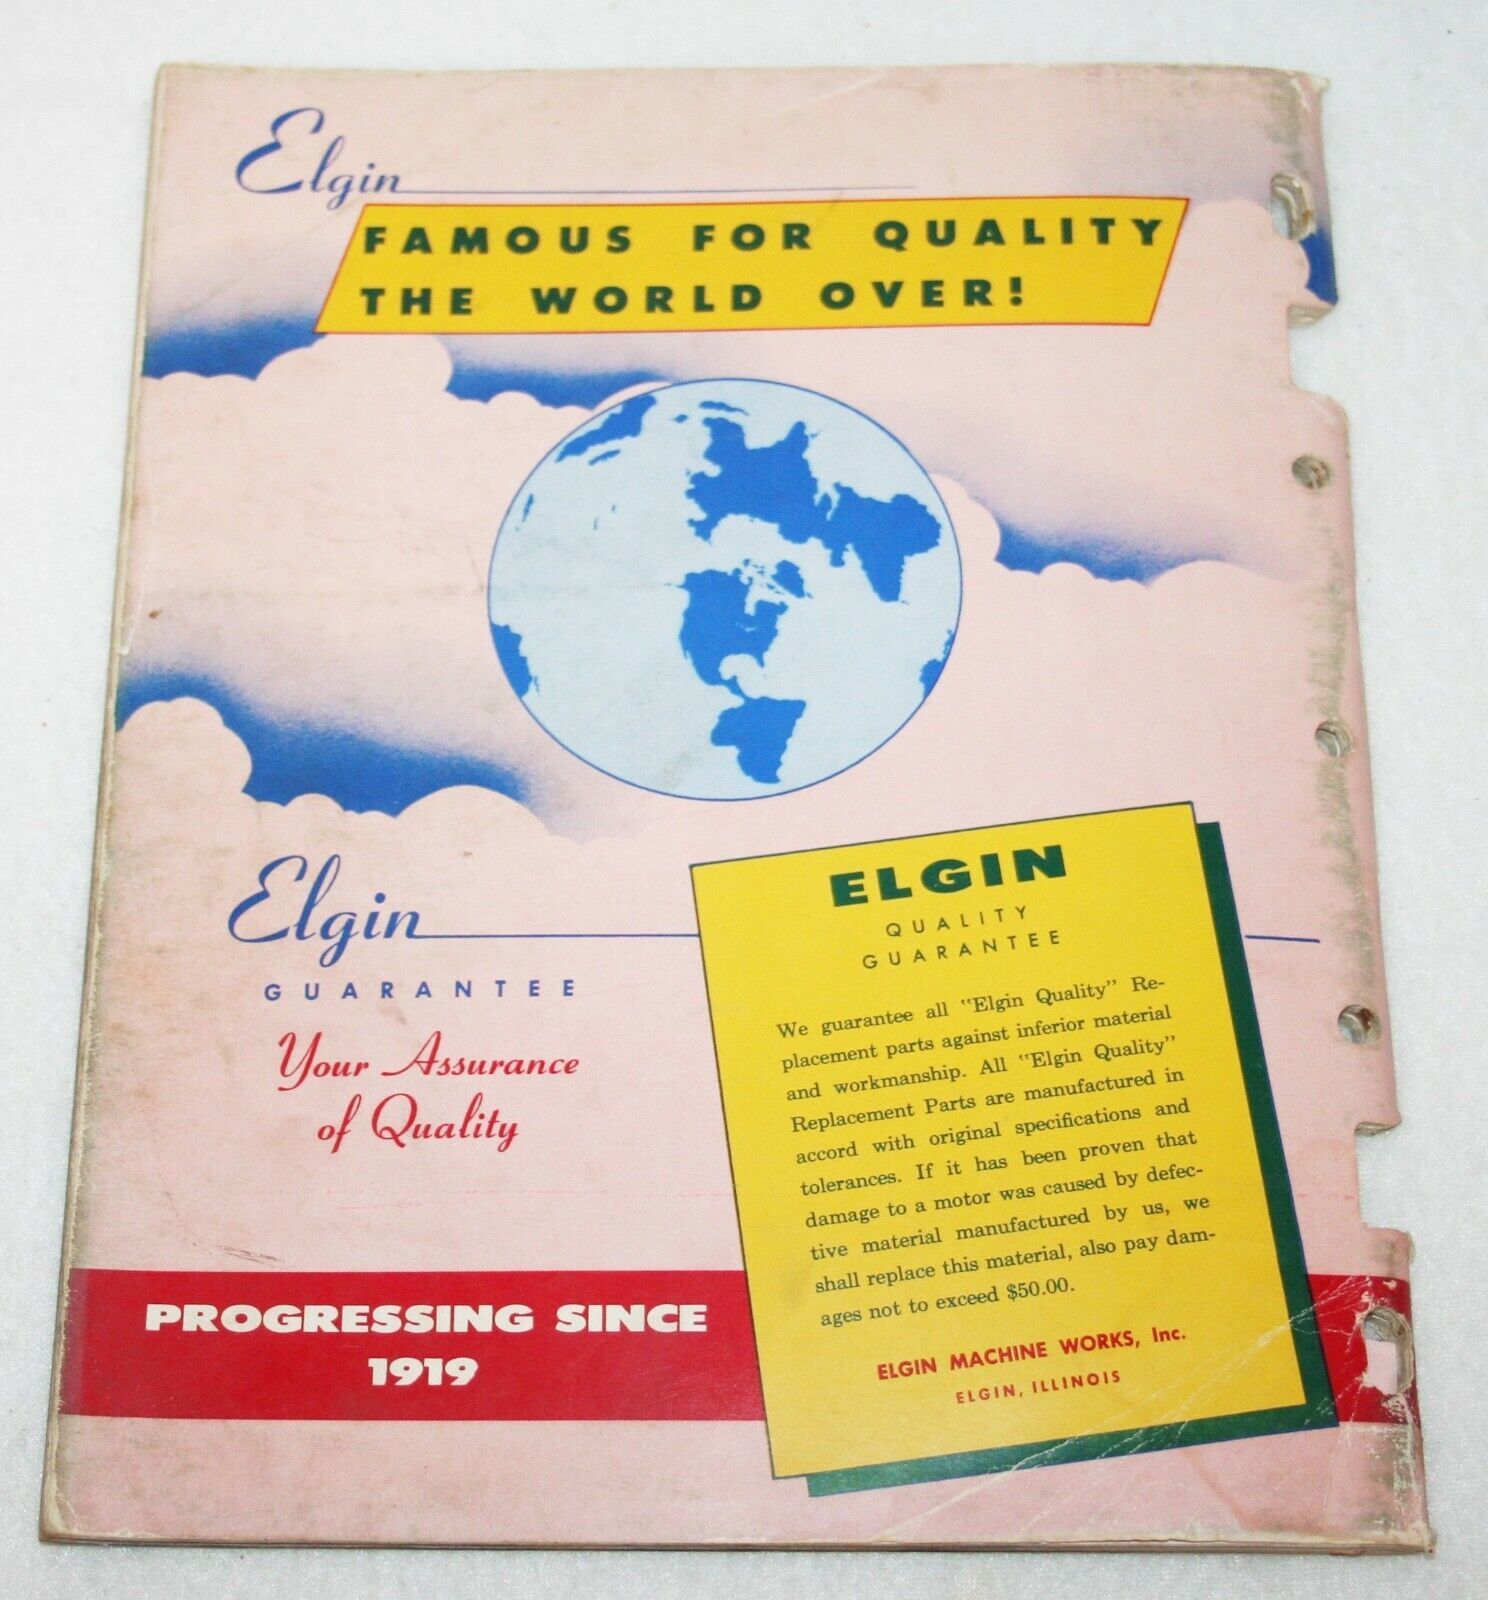 Elgin
FAMOUS FOR QUALITY
THE WORLD OVER!
Elgin
GUARANTEE
Your Assurance
of Quality
PROGRESSING SINCE
1919
ELGIN
QUALITY
GUARANTEE
We guarantee all "Elgin Quality" Re-
placement parts against inferior material
and workmanship. All "Elgin Quality"
Replacement Parts are manufactured in
accord with original specifications and
tolerances. If it has been proven that
damage to a motor was caused by defec-
tive material manufactured by us, we
shall replace this material, also pay dam-
ages not to exceed $50.00.
ELGIN MACHINE WORKS, Inc.
ELGIN, ILLINOIS